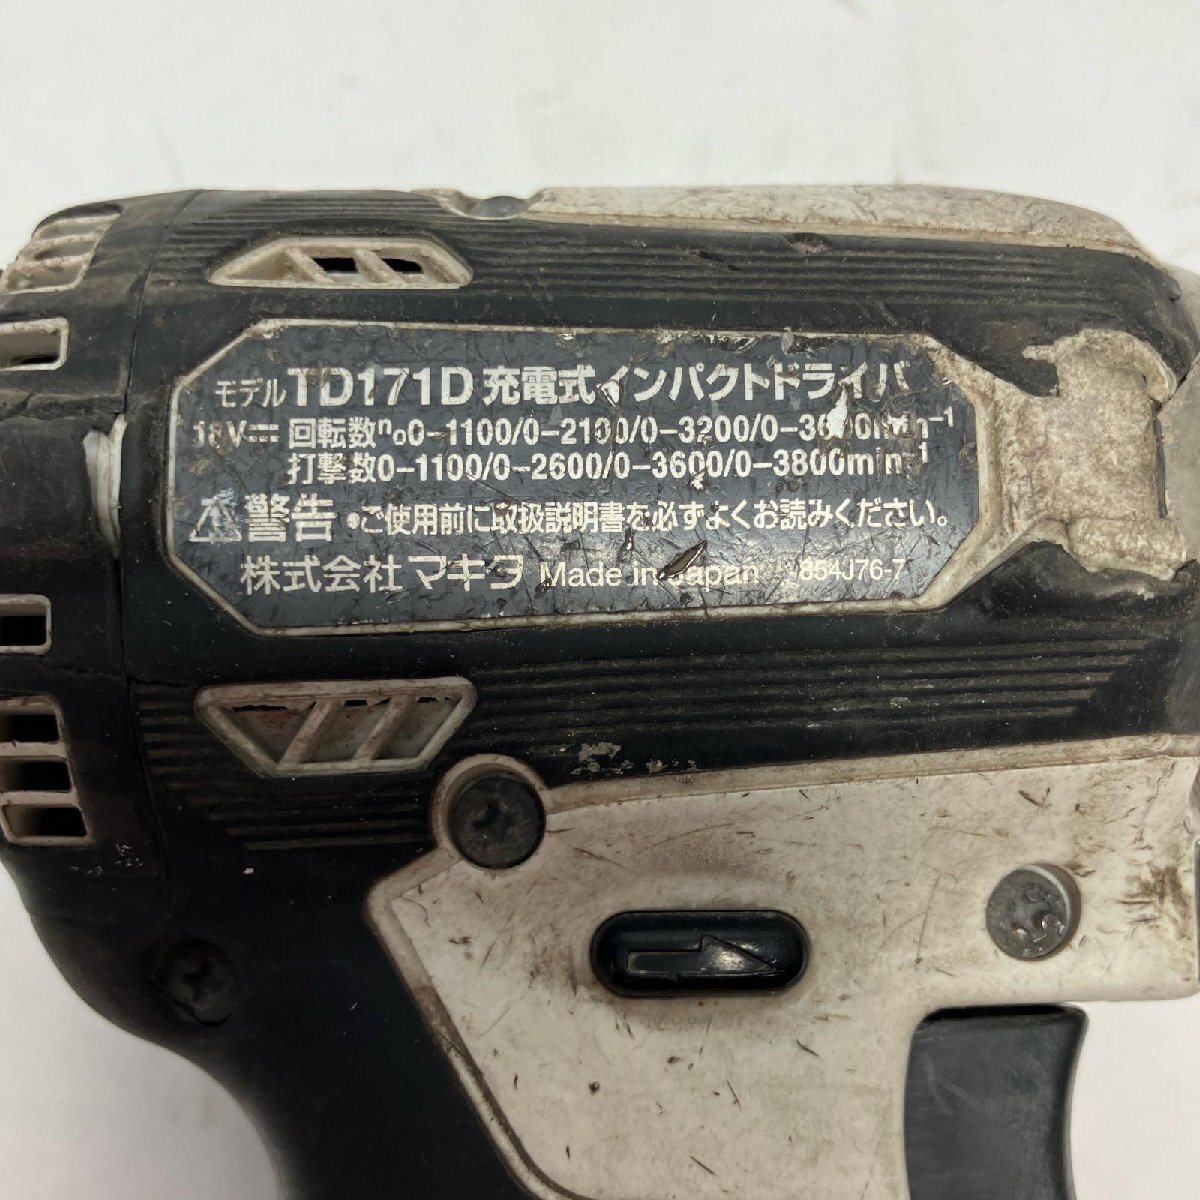 モデルTD171D 充電式インパクトドライバ
18V⎓ 回転数n₀0-1100/0-2100/0-3200/0-3600min⁻¹
打撃数0-1100/0-2600/0-3600/0-3800min⁻¹
⚠警告 •ご使用前に取扱説明書を必ずよくお読みください。
株式会社マキタ Made in Japan 854J76-7